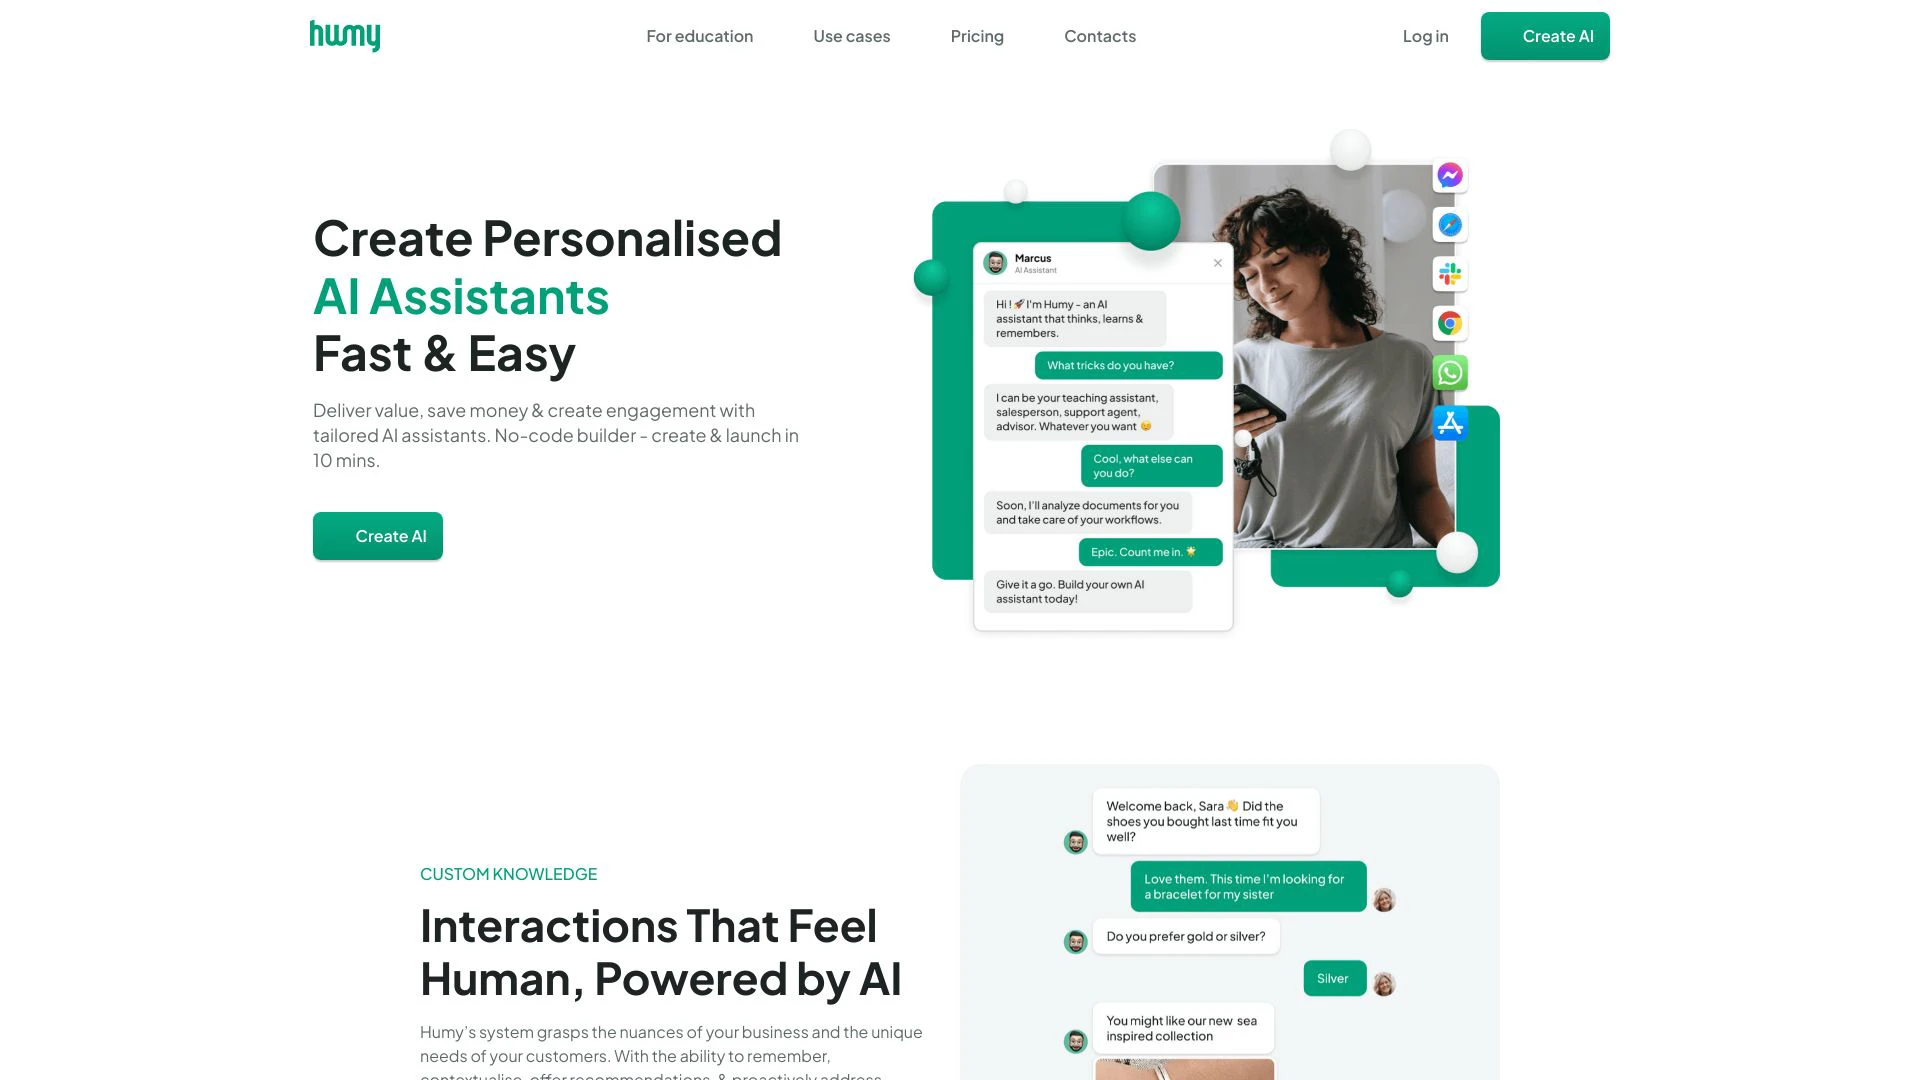 humy
For education
Use cases
Pricing
Contacts
Log in
Create AI
Create Personalised
AI Assistants
Fast & Easy
Deliver value, save money & create engagement with
tailored AI assistants. No-code builder - create & launch in
10 mins.
Create AI
Marcus
AI Assistant
Hi ! 🚀 I'm Humy - an AI
assistant that thinks, learns &
remembers.
What tricks do you have?
I can be your teaching assistant,
salesperson, support agent,
advisor. Whatever you want 😊
Cool, what else can
you do?
Soon, I'll analyze documents for you
and take care of your workflows.
Epic. Count me in. 🌟
Give it a go. Build your own AI
assistant today!
CUSTOM KNOWLEDGE
Interactions That Feel
Human, Powered by AI
Humy's system grasps the nuances of your business and the unique
needs of your customers. With the ability to remember,
contextualise, offer recommendations, & proactively address
Welcome back, Sara 👋 Did the
shoes you bought last time fit you
well?
Love them. This time I'm looking for
a bracelet for my sister
Do you prefer gold or silver?
Silver
You might like our new sea
inspired collection